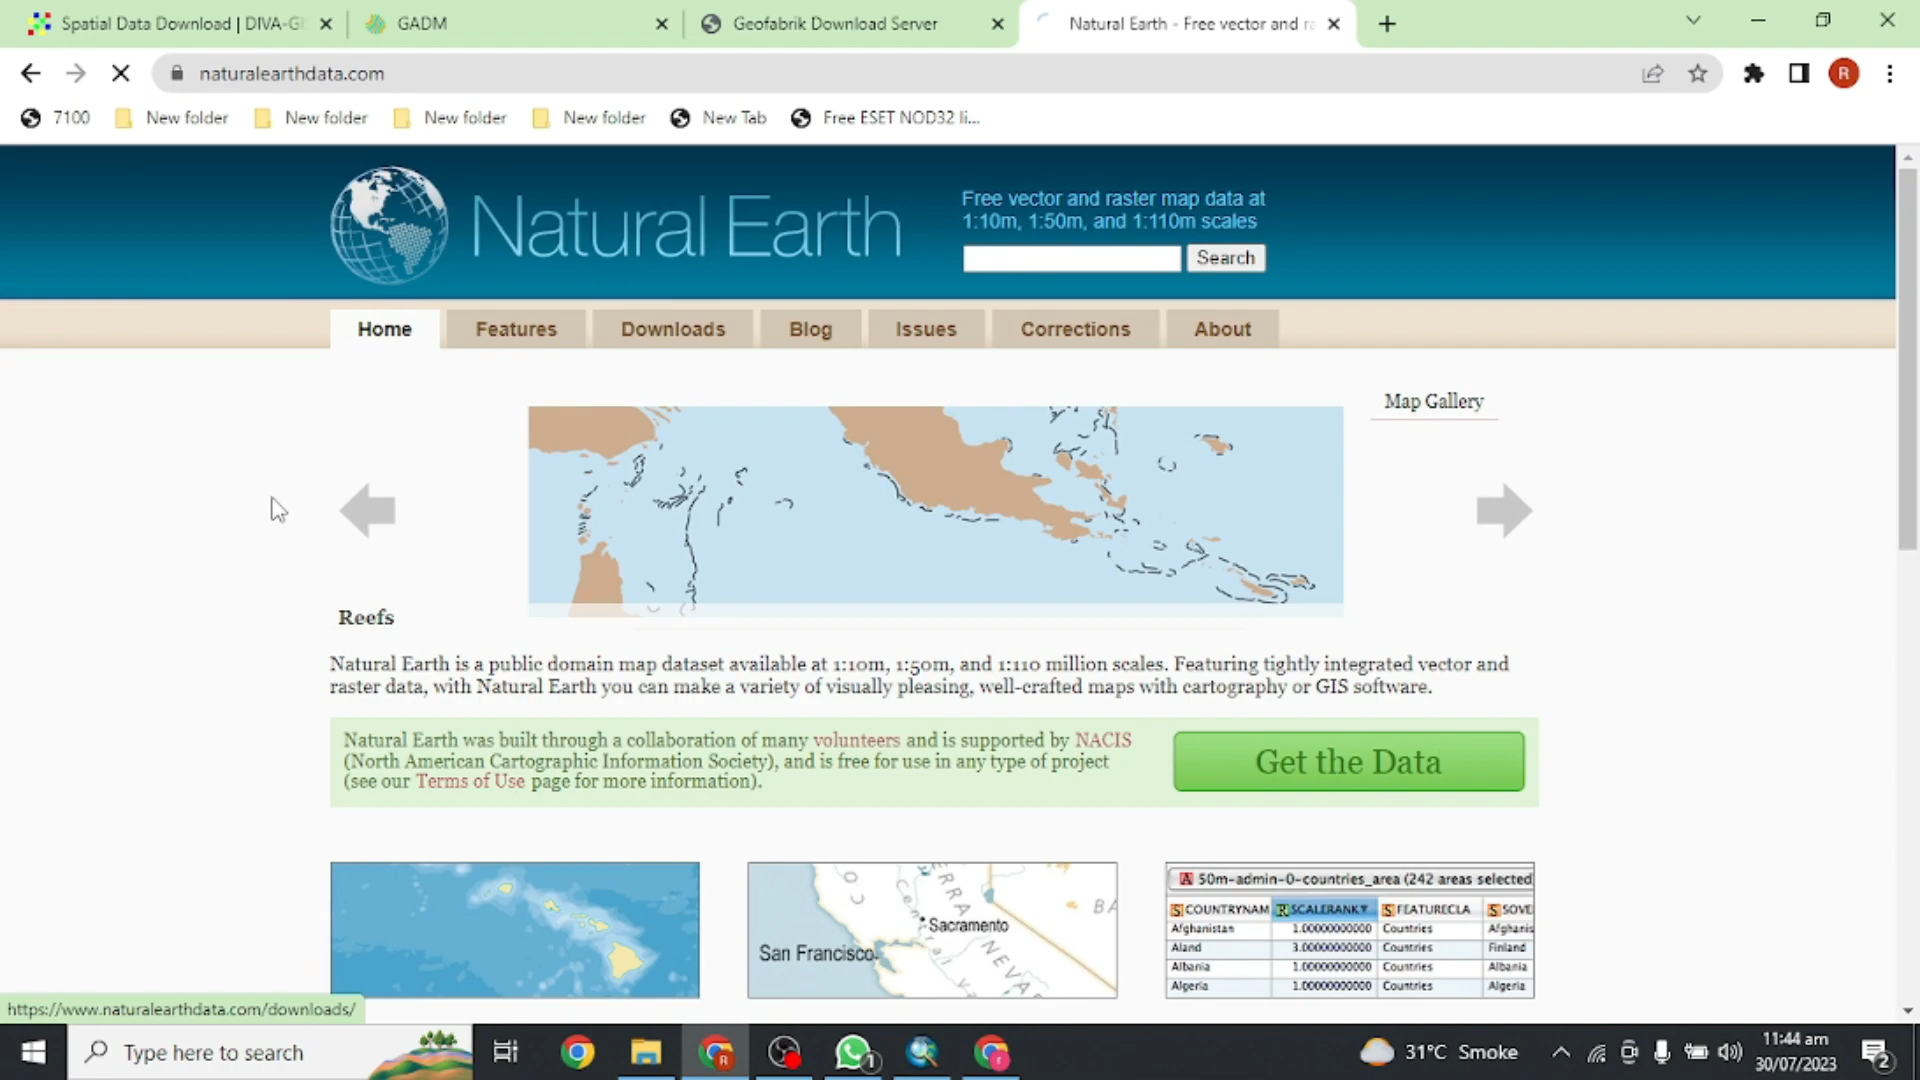 Spatial Data Download | DIVA-GI
GADM
Geofabrik Download Server
Natural Earth - Free vector and ra
naturalearthdata.com
R
7100
New folder
New folder
New folder
New folder
New Tab
Free ESET NOD32 li...
Natural Earth
Free vector and raster map data at
1:10m, 1:50m, and 1:110m scales
Search
Home
Features
Downloads
Blog
Issues
Corrections
About
Map Gallery
Reefs
Natural Earth is a public domain map dataset available at 1:10m, 1:50m, and 1:110 million scales. Featuring tightly integrated vector and
raster data, with Natural Earth you can make a variety of visually pleasing, well-crafted maps with cartography or GIS software.
Natural Earth was built through a collaboration of many volunteers and is supported by NACIS
(North American Cartographic Information Society), and is free for use in any type of project
(see our Terms of Use page for more information).
Get the Data
San Francisco
Sacramento
NEVA
Central V
ERRA
CO
BA
A 50m-admin-0-countries_area (242 areas selected
S COUNTRYNAM R SCALERANK S FEATURECLA S SOVE
Afghanistan 1.00000000000 Countries Afghanis
Aland 3.00000000000 Countries Finland
Albania 1.00000000000 Countries Albania
Algeria 1.00000000000 Countries Algeria
https://www.naturalearthdata.com/downloads/
Type here to search
R
1
31°C Smoke
11:44 am
30/07/2023
2